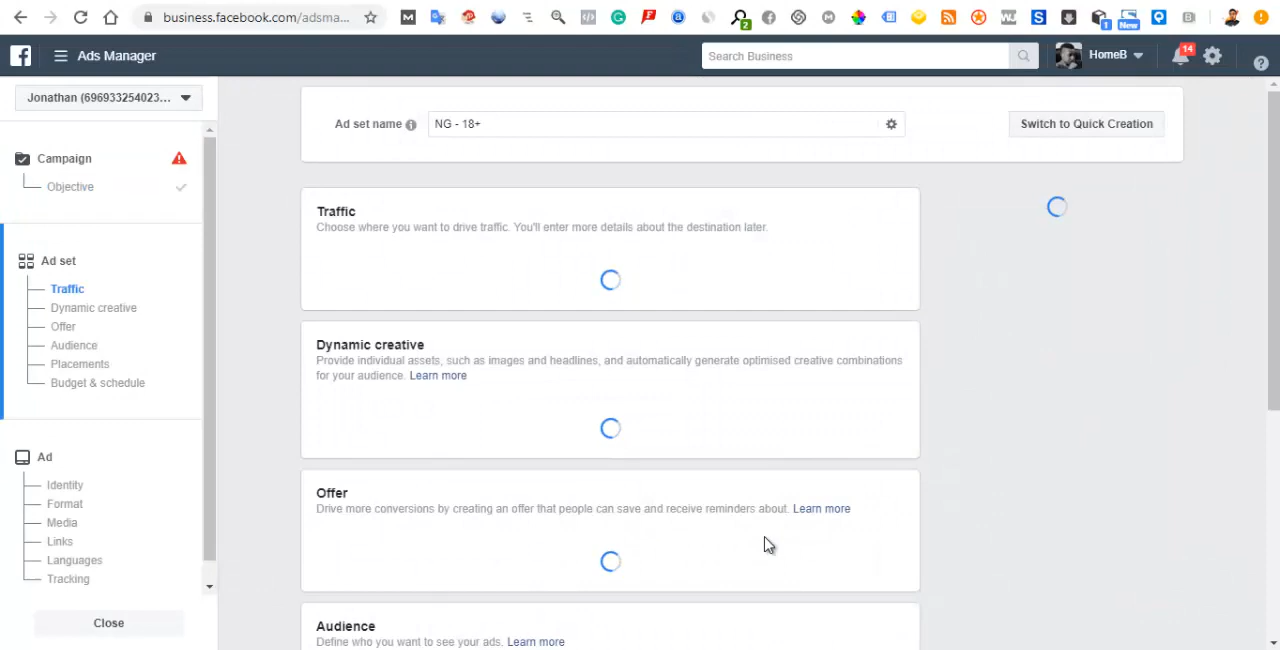 business.facebook.com/adsma...
2
1
New
Ads Manager
Search Business
HomeB
14
Jonathan (696933254023...
Ad set name
NG - 18+
Switch to Quick Creation
Campaign
Objective
Ad set
Traffic
Dynamic creative
Offer
Audience
Placements
Budget & schedule
Ad
Identity
Format
Media
Links
Languages
Tracking
Close
Traffic
Choose where you want to drive traffic. You'll enter more details about the destination later.
Dynamic creative
Provide individual assets, such as images and headlines, and automatically generate optimised creative combinations
for your audience. Learn more
Offer
Drive more conversions by creating an offer that people can save and receive reminders about. Learn more
Audience
Define who you want to see your ads. Learn more